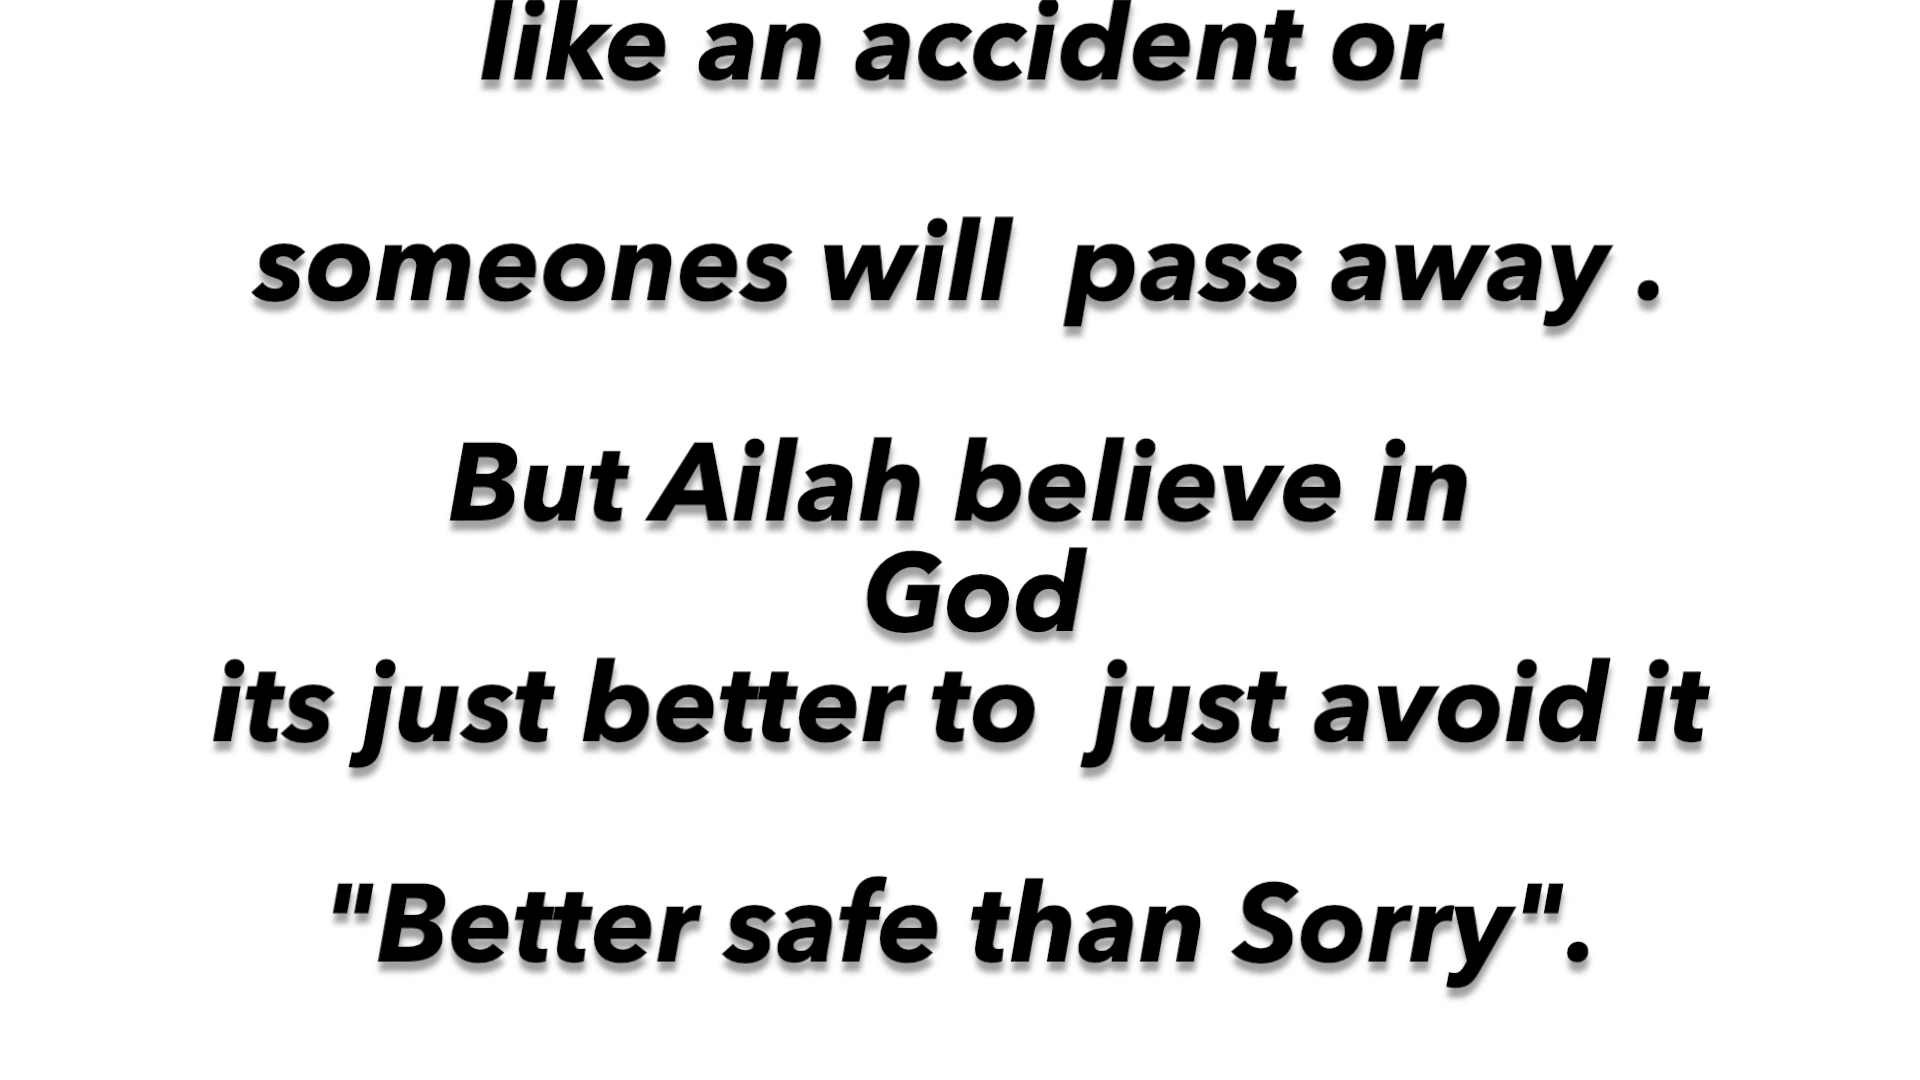 like an accident or
someones will  pass away .
But Ailah believe in
God
its just better to  just avoid it
"Better safe than Sorry".